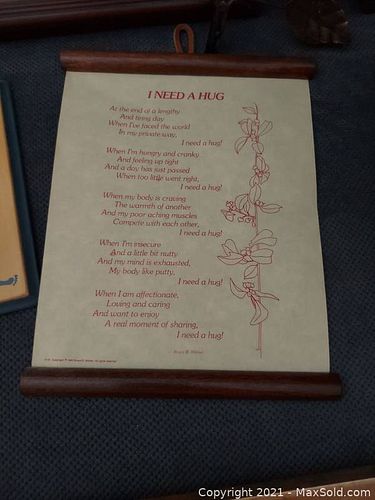 I NEED A HUG
At the end of a lengthy
And tiring day
When I've faced the world
In my private way,
I need a hug!
When I'm hungry and cranky
And feeling up tight
And a day has just passed
When too little went right,
I need a hug!
When my body is craving
The warmth of another
And my poor aching muscles
Compete with each other,
I need a hug!
When I'm insecure
And a little bit nutty
And my mind is exhausted,
My body like putty,
I need a hug!
When I am affectionate,
Loving and caring
And want to enjoy
A real moment of sharing,
I need a hug!
Bruce B. Wilmer
Copyright © 2021 - MaxSold.com